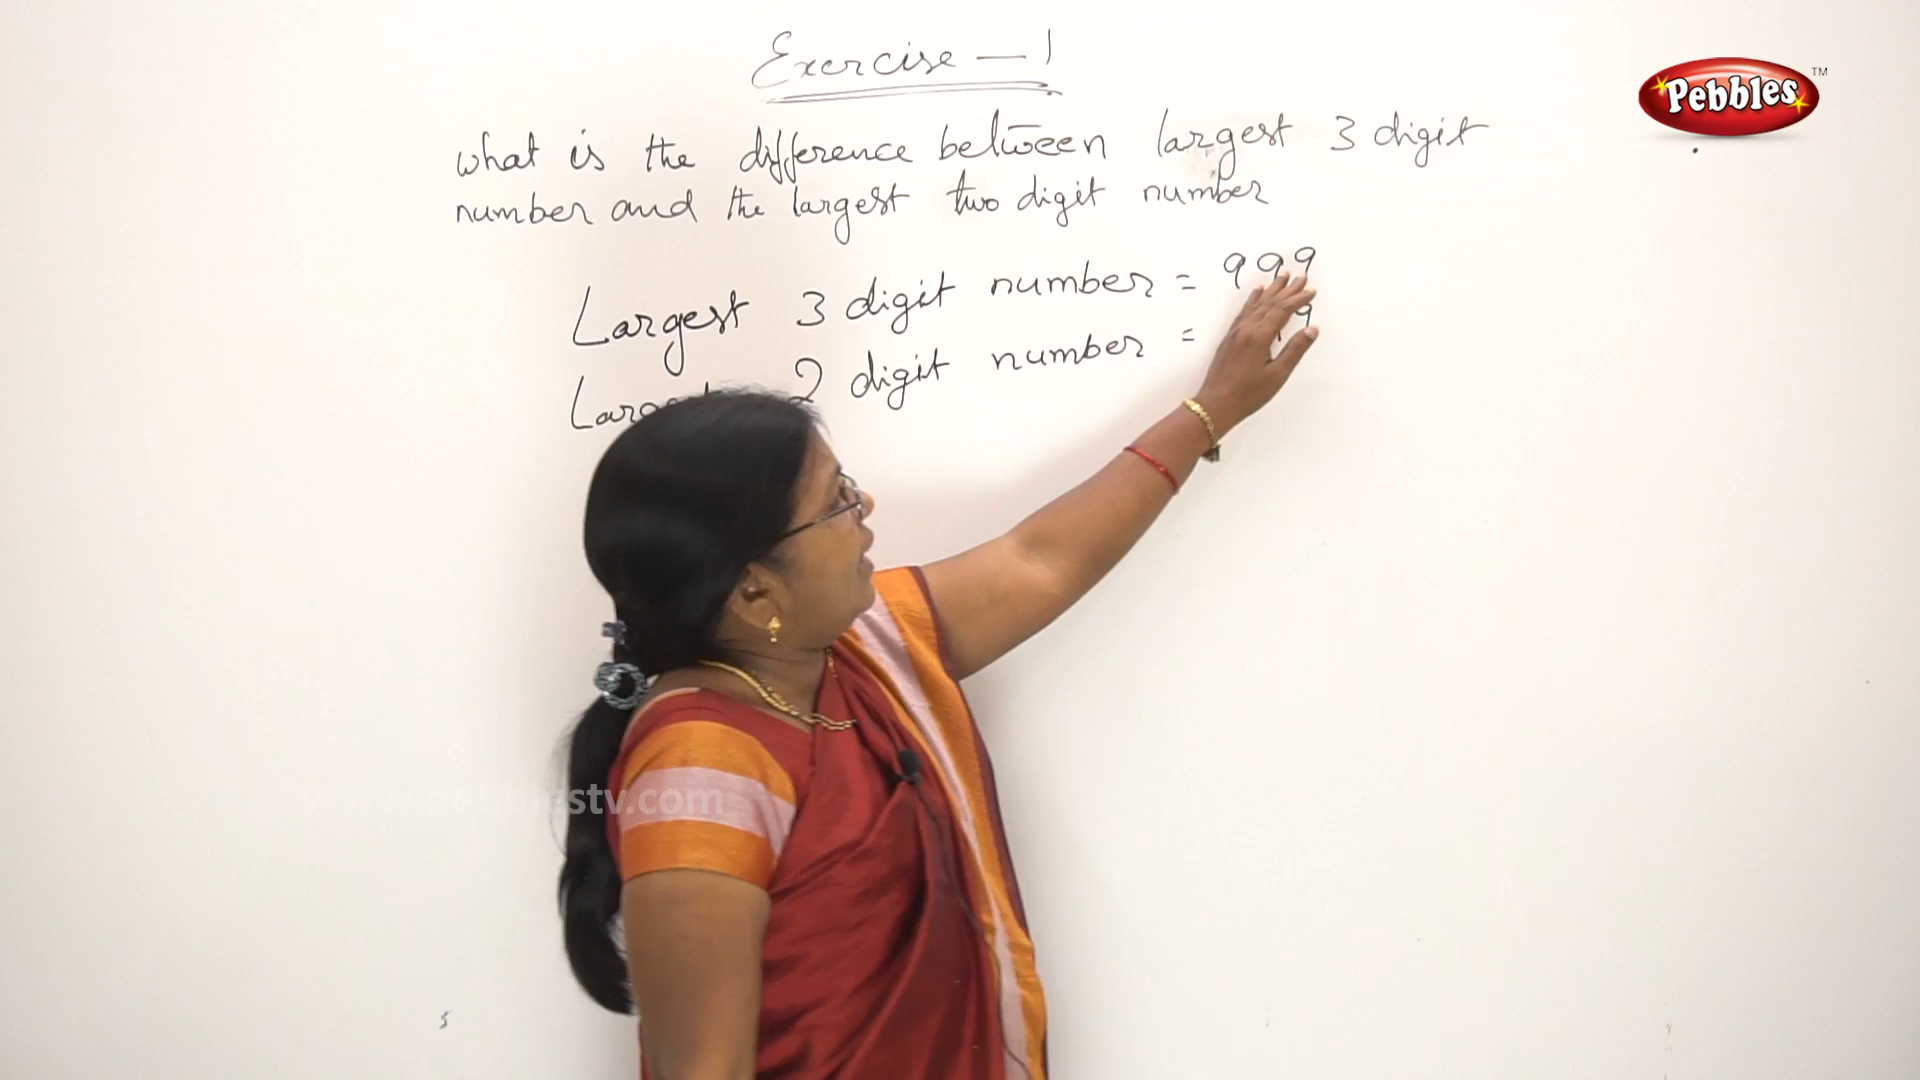 Exercise - 1
Pebbles TM
what is the difference between largest 3 digit
number and the largest two digit number
Largest 3 digit number = 999
2 digit number =